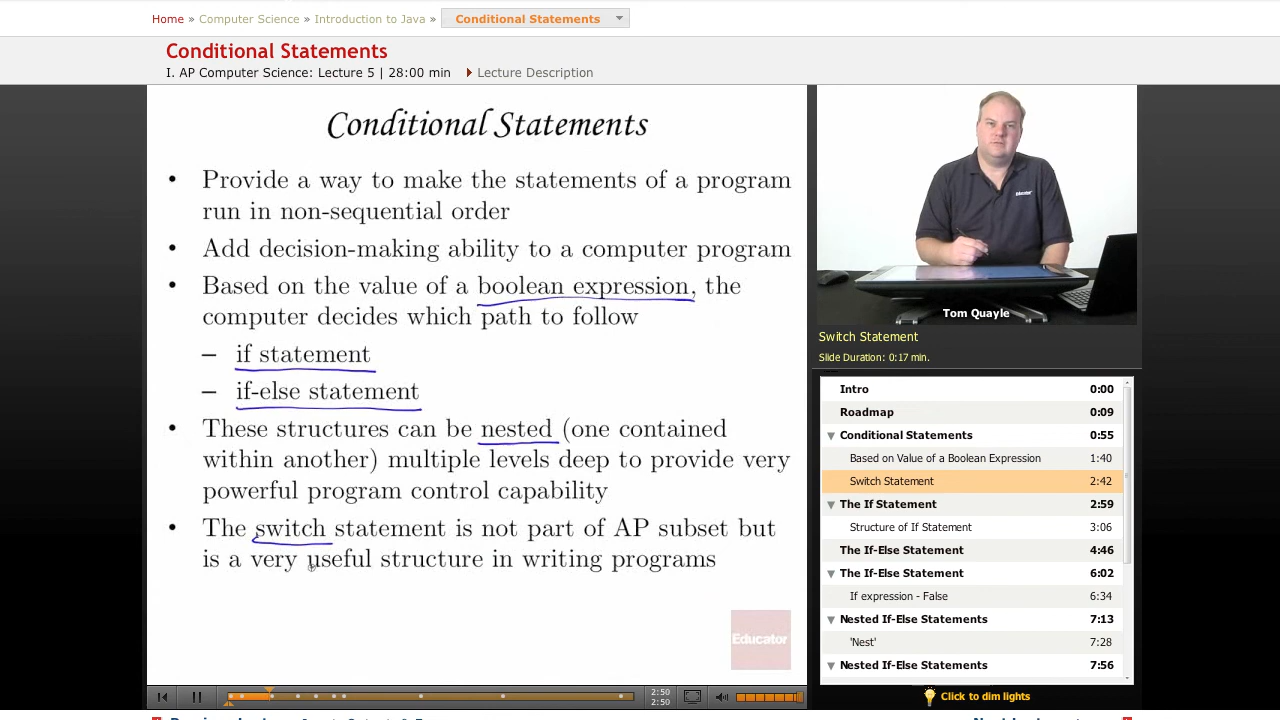 Home » Computer Science » Introduction to Java » Conditional Statements
Conditional Statements
I. AP Computer Science: Lecture 5 | 28:00 min Lecture Description
Conditional Statements
• Provide a way to make the statements of a program
run in non-sequential order
• Add decision-making ability to a computer program
• Based on the value of a boolean expression, the
computer decides which path to follow
– if statement
– if-else statement
• These structures can be nested (one contained
within another) multiple levels deep to provide very
powerful program control capability
• The switch statement is not part of AP subset but
is a very useful structure in writing programs
Educator
2:50
2:50
Educator
Tom Quayle
Switch Statement
Slide Duration: 0:17 min.
Intro 0:00
Roadmap 0:09
Conditional Statements 0:55
Based on Value of a Boolean Expression 1:40
Switch Statement 2:42
The If Statement 2:59
Structure of If Statement 3:06
The If-Else Statement 4:46
The If-Else Statement 6:02
If expression - False 6:34
Nested If-Else Statements 7:13
'Nest' 7:28
Nested If-Else Statements 7:56
Click to dim lights